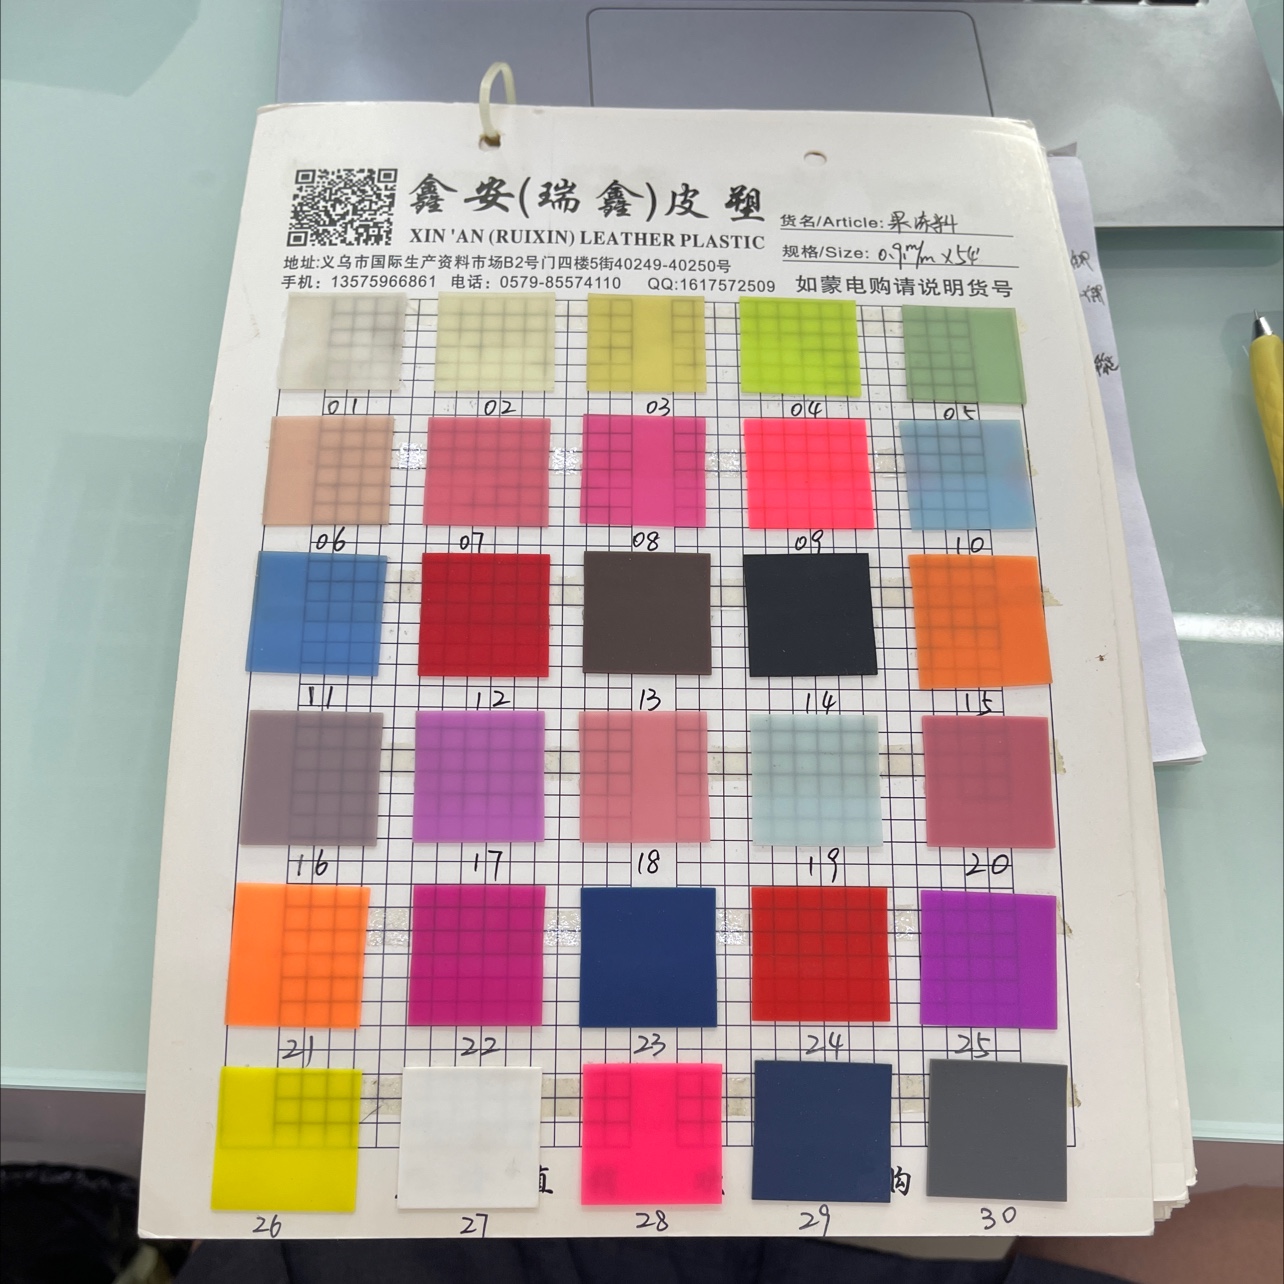 鑫安(瑞鑫)皮塑
XIN'AN (RUIXIN) LEATHER PLASTIC
货名/Article: 果冻料
规格/Size: 0.9m/m×54"
地址:义乌市国际生产资料市场B2号门四楼5街40249-40250号
手机：13575966861 电话：0579-85574110 QQ:1617572509 如蒙电购请说明货号
01 02 03 04 05
06 07 08 09 10
11 12 13 14 15
16 17 18 19 20
21 22 23 24 25
26 27 28 29 30